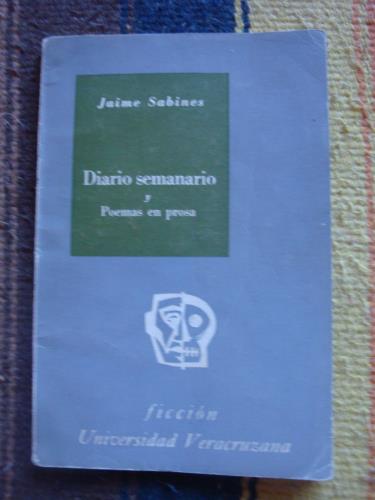 Jaime Sabines
Diario semanario
y
Poemas en prosa
ficción
Universidad Veracruzana